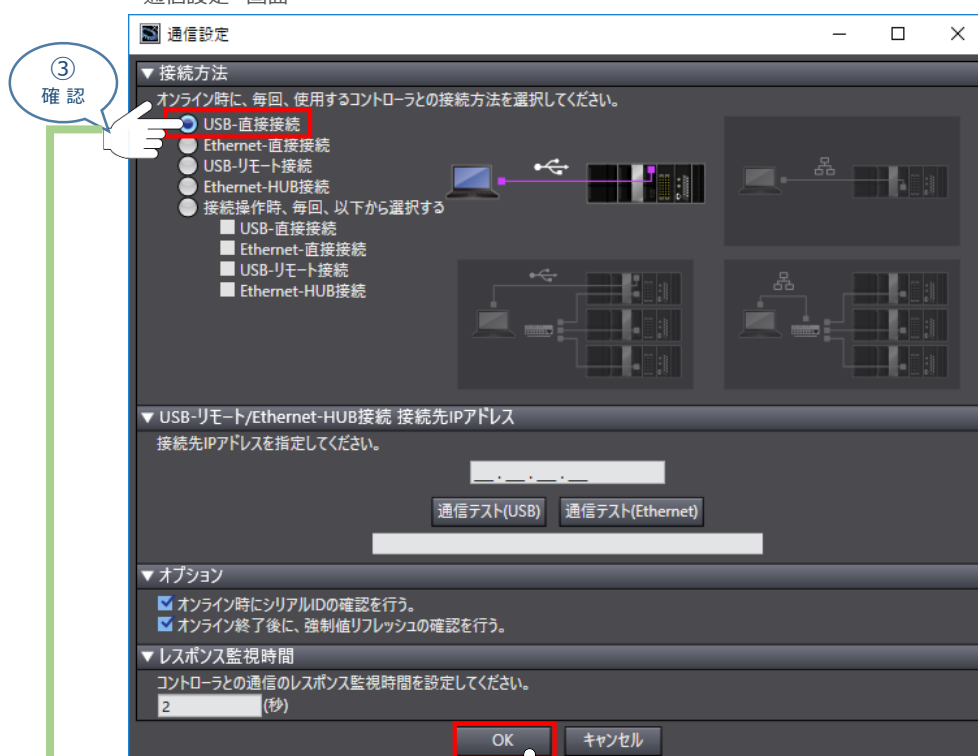 通信設定
③
確 認
▼ 接続方法
オンライン時に、毎回、使用するコントローラとの接続方法を選択してください。
USB-直接接続
Ethernet-直接接続
USB-リモート接続
Ethernet-HUB接続
接続操作時、毎回、以下から選択する
USB-直接接続
Ethernet-直接接続
USB-リモート接続
Ethernet-HUB接続
▼ USB-リモート/Ethernet-HUB接続 接続先IPアドレス
接続先IPアドレスを指定してください。
__.__.__.__
通信テスト(USB) 通信テスト(Ethernet)
▼ オプション
オンライン時にシリアルIDの確認を行う。
オンライン終了後に、強制値リフレッシュの確認を行う。
▼ レスポンス監視時間
コントローラとの通信のレスポンス監視時間を設定してください。
2 (秒)
OK キャンセル